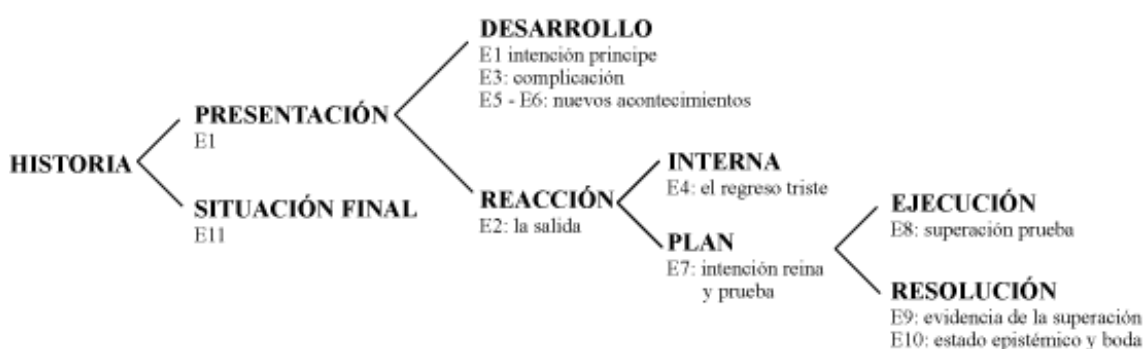 DESARROLLO
E1 intención principe
E3: complicación
E5 - E6: nuevos acontecimientos
PRESENTACIÓN
E1
HISTORIA
SITUACIÓN FINAL
E11
REACCIÓN
E2: la salida
INTERNA
E4: el regreso triste
PLAN
E7: intención reina
y prueba
EJECUCIÓN
E8: superación prueba
RESOLUCIÓN
E9: evidencia de la superación
E10: estado epistémico y boda